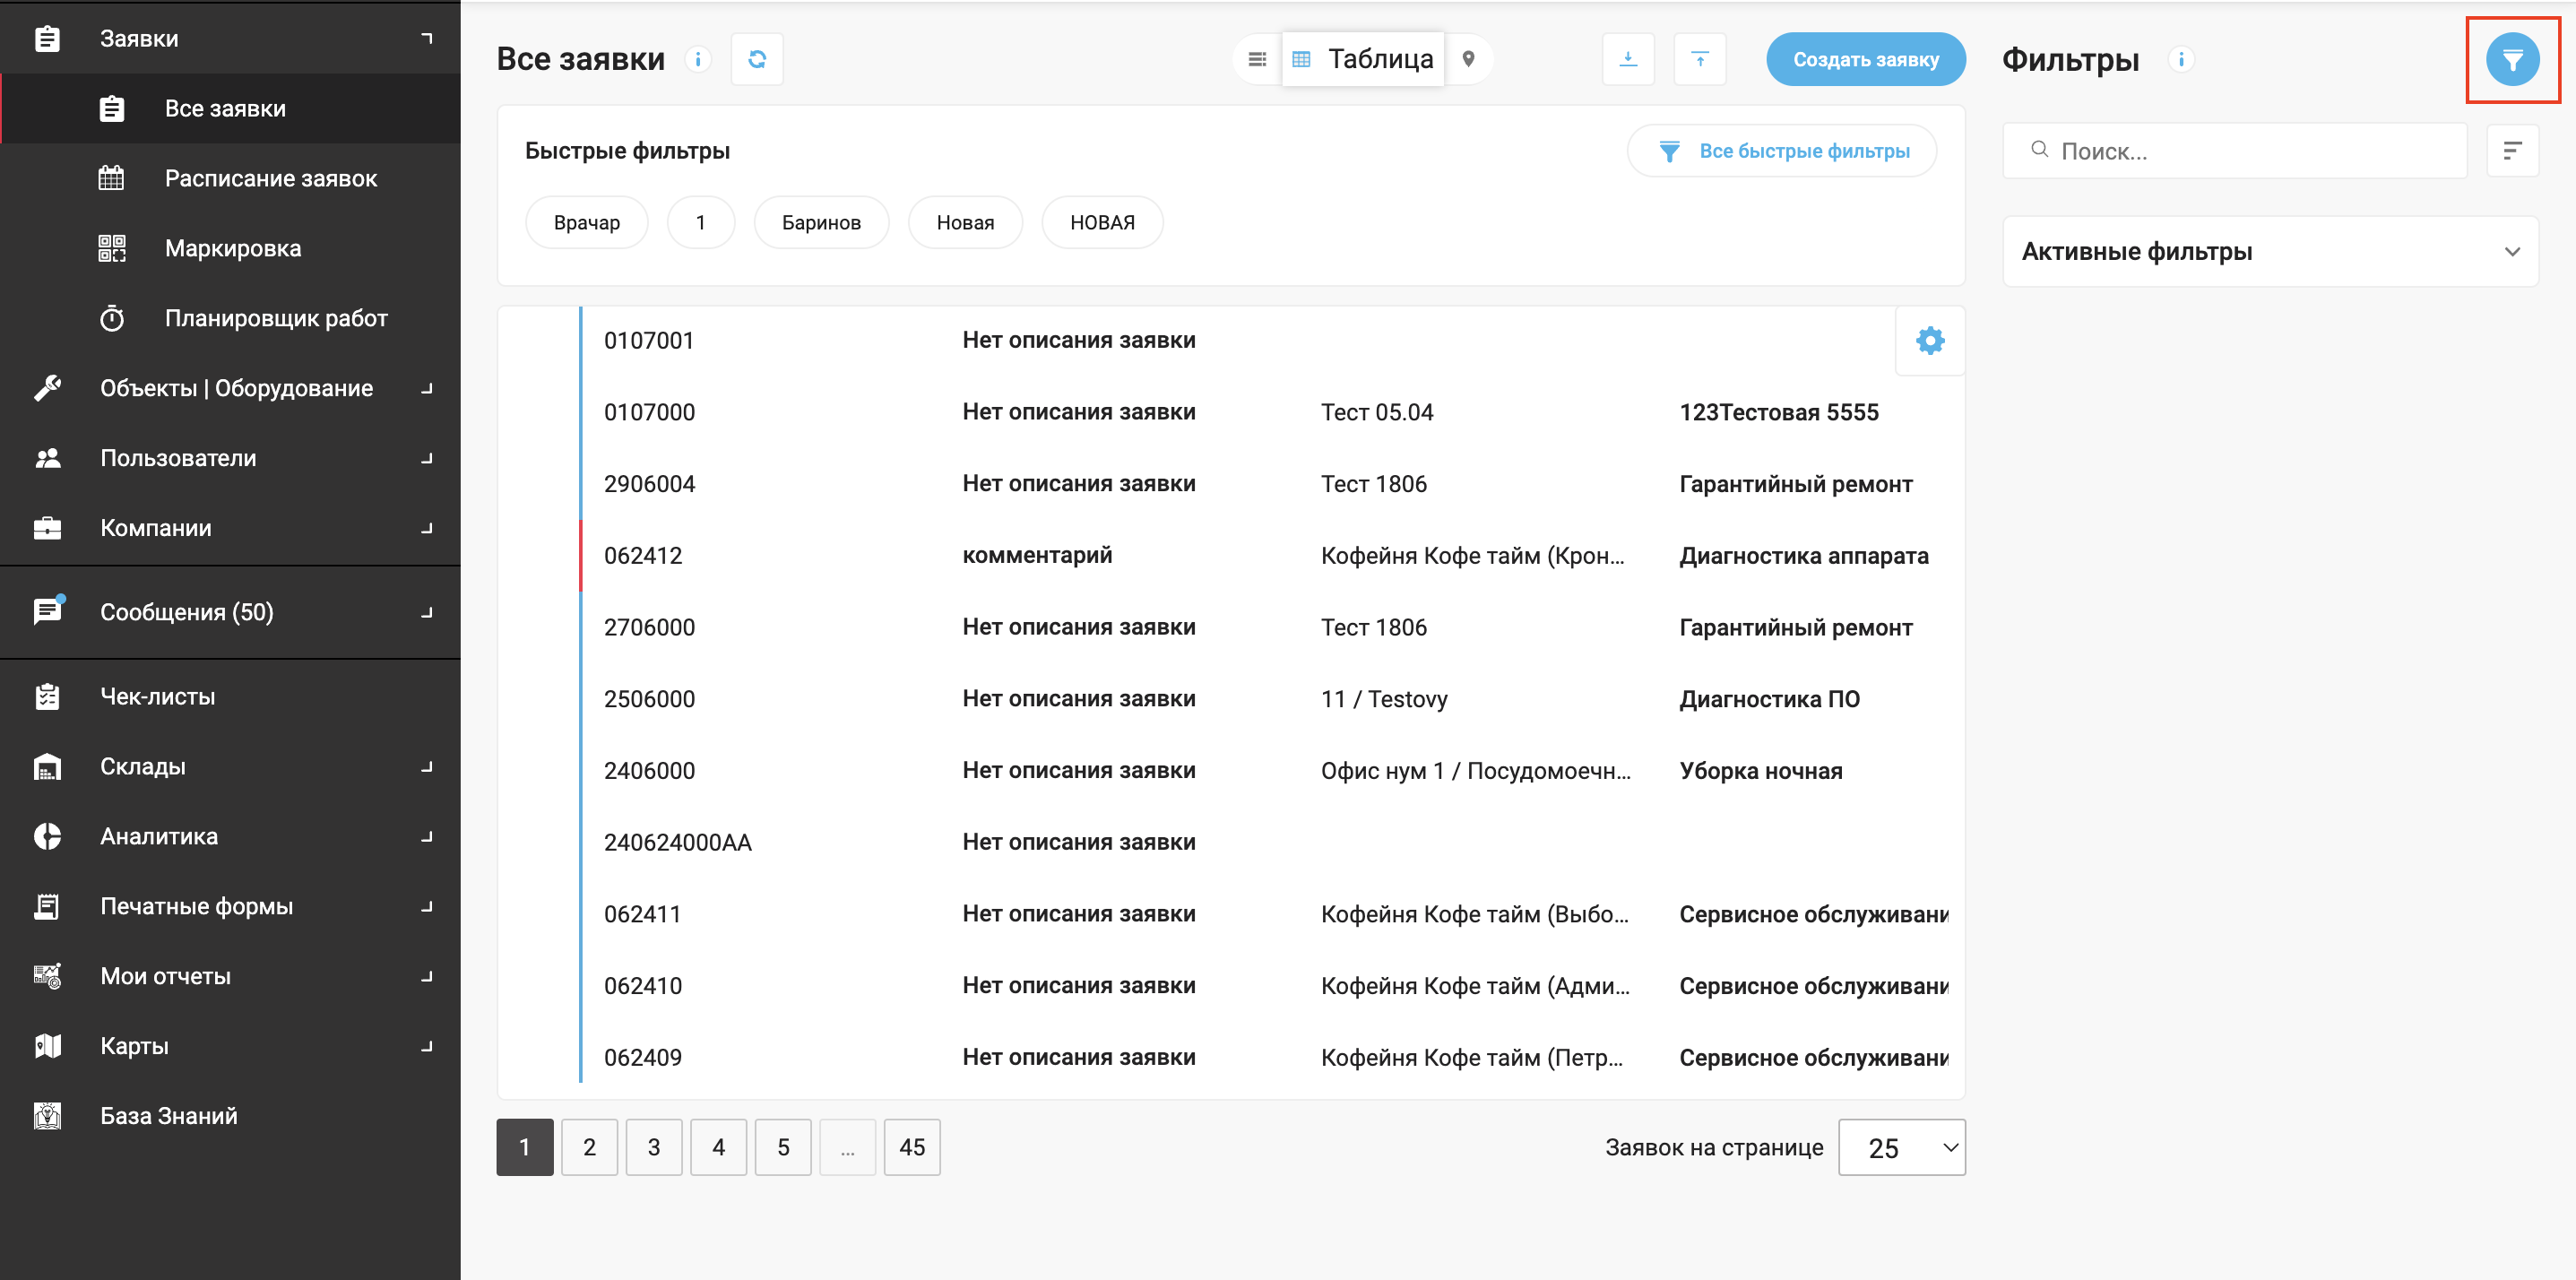 Заявки
Все заявки
Расписание заявок
Маркировка
Планировщик работ
Объекты | Оборудование
Пользователи
Компании
Сообщения (50)
Чек-листы
Склады
Аналитика
Печатные формы
Мои отчеты
Карты
База Знаний
Все заявки
Таблица
Создать заявку
Быстрые фильтры
Все быстрые фильтры
Врачар 1 Баринов Новая НОВАЯ
0107001 Нет описания заявки
0107000 Нет описания заявки Тест 05.04 123Тестовая 5555
2906004 Нет описания заявки Тест 1806 Гарантийный ремонт
062412 комментарий Кофейня Кофе тайм (Крон... Диагностика аппарата
2706000 Нет описания заявки Тест 1806 Гарантийный ремонт
2506000 Нет описания заявки 11 / Testovy Диагностика ПО
2406000 Нет описания заявки Офис нум 1 / Посудомоечн... Уборка ночная
240624000АА Нет описания заявки
062411 Нет описания заявки Кофейня Кофе тайм (Выбо... Сервисное обслуживани
062410 Нет описания заявки Кофейня Кофе тайм (Адми... Сервисное обслуживани
062409 Нет описания заявки Кофейня Кофе тайм (Петр... Сервисное обслуживани
1 2 3 4 5 ... 45
Заявок на странице 25
Фильтры
Поиск...
Активные фильтры